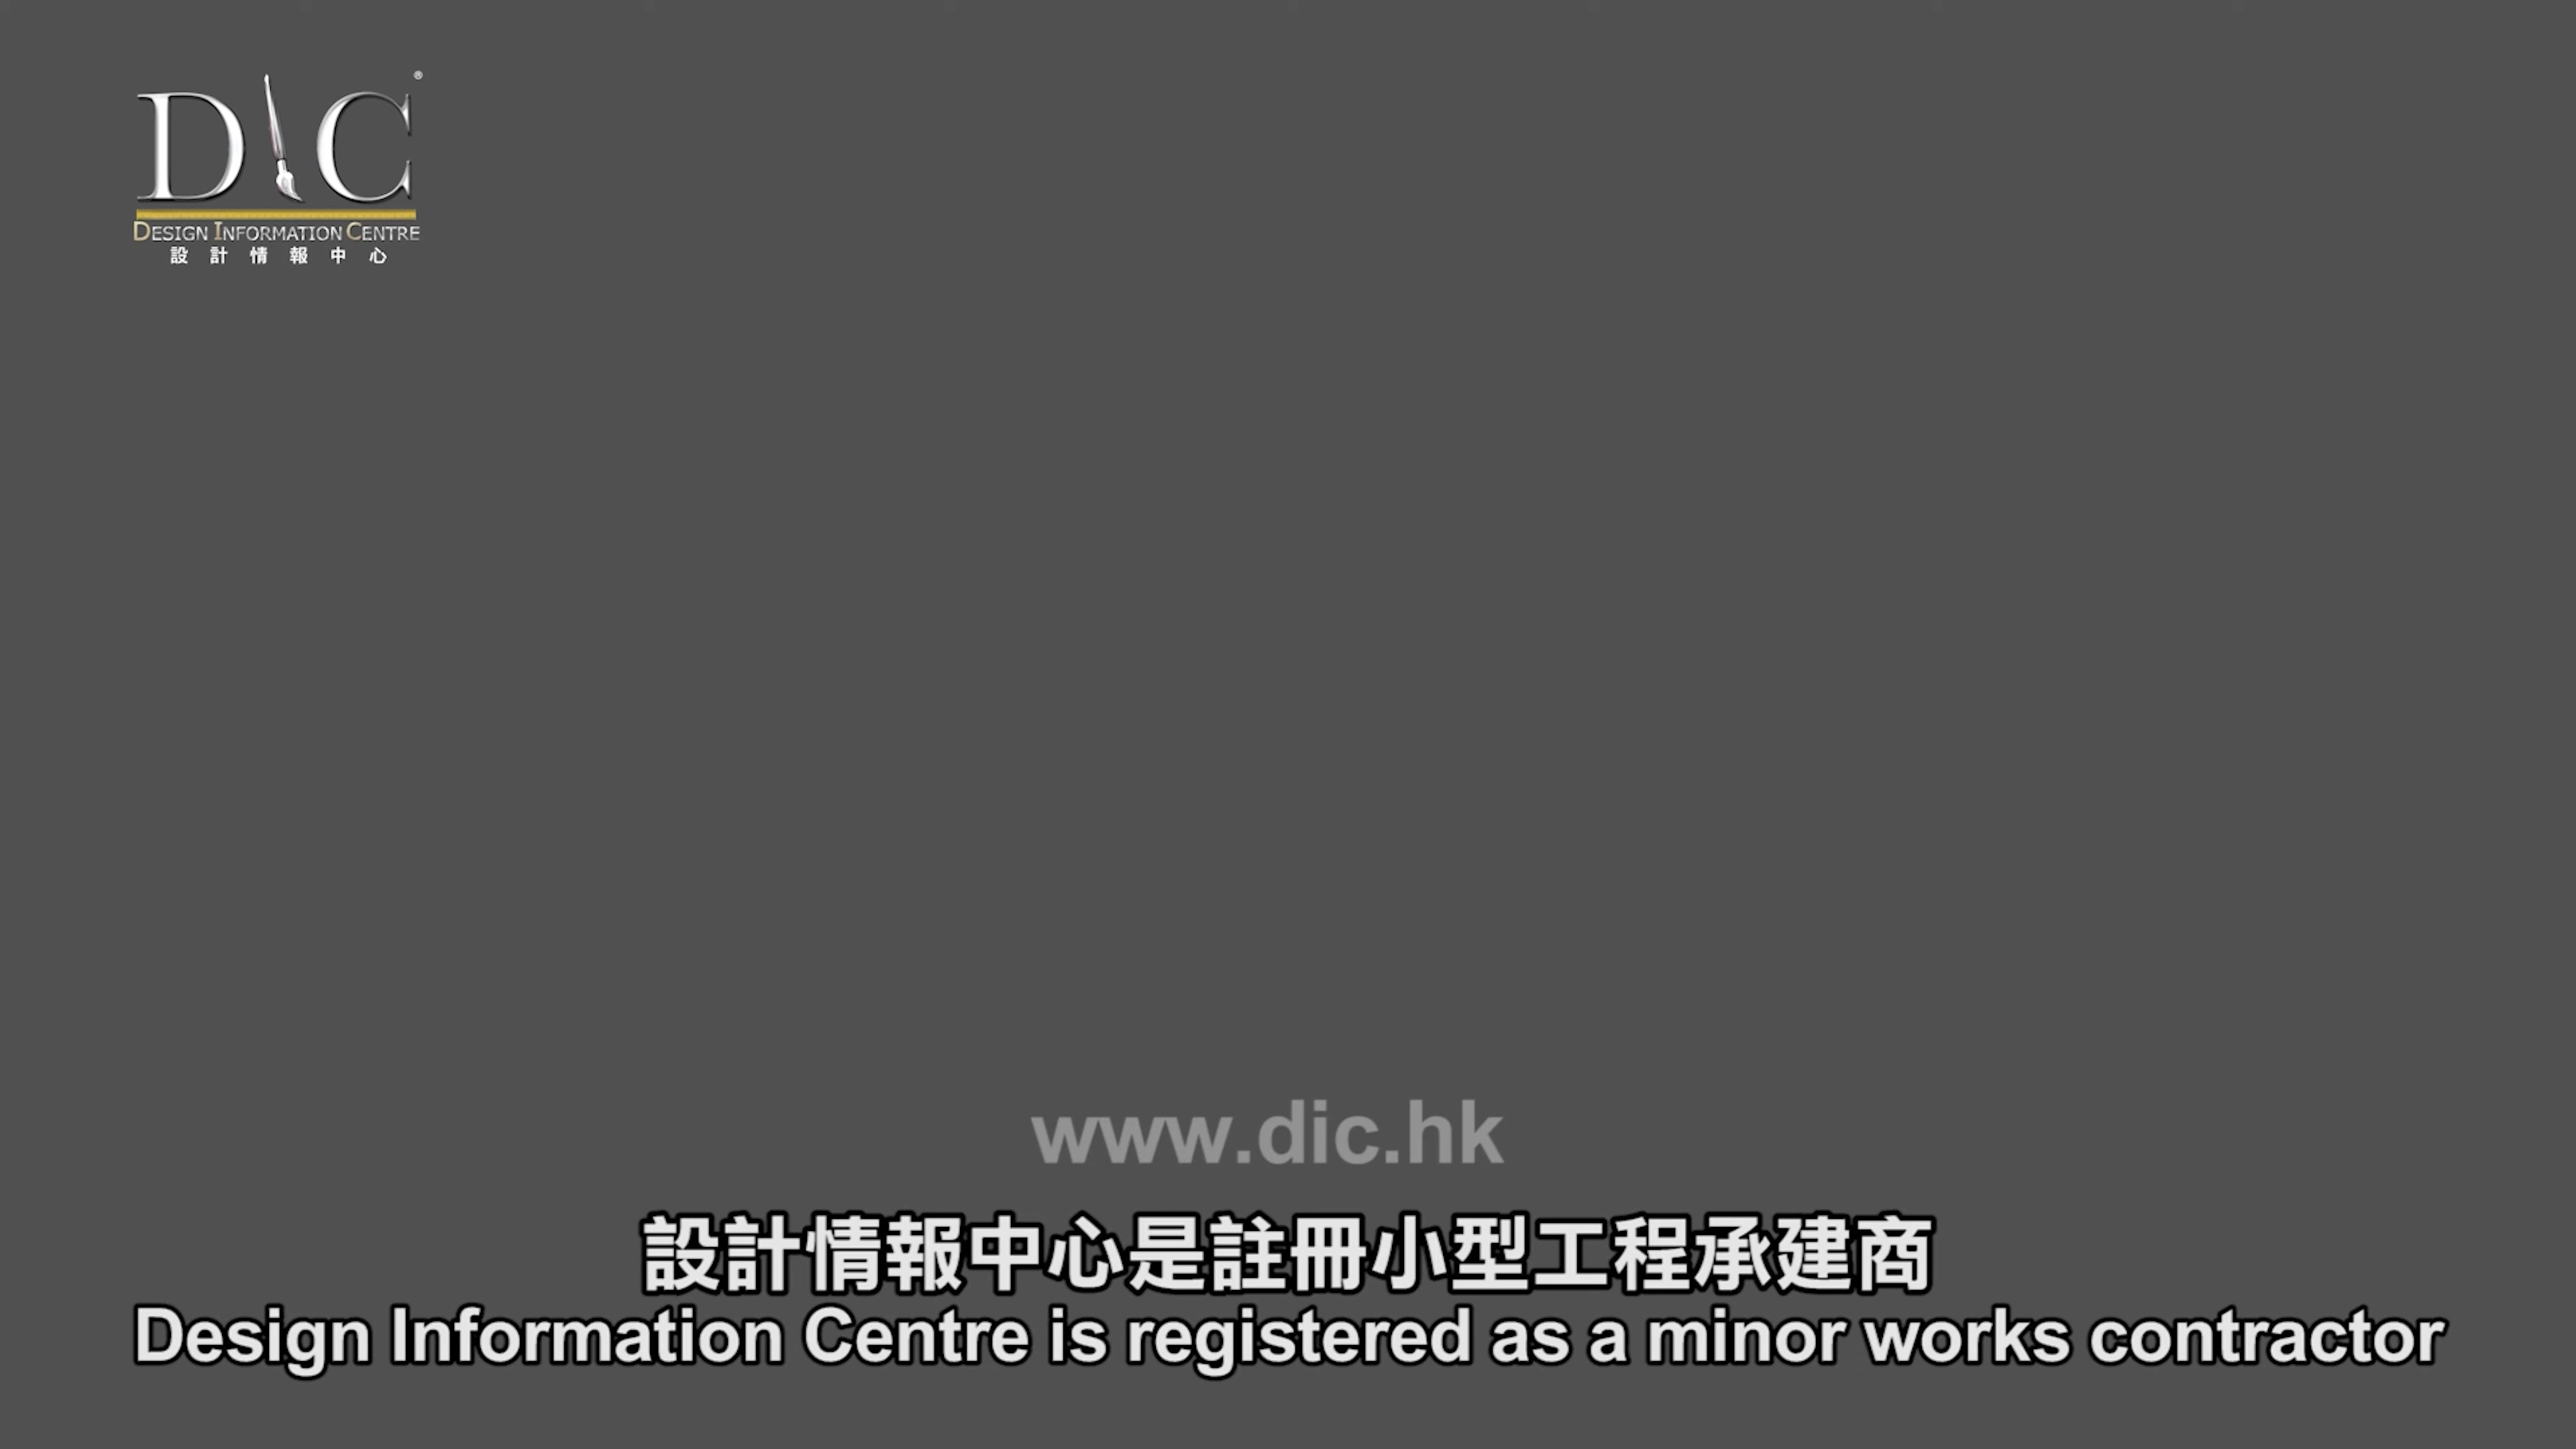 DIC®
DESIGN INFORMATION CENTRE
設計情報中心
www.dic.hk
設計情報中心是註冊小型工程承建商
Design Information Centre is registered as a minor works contractor